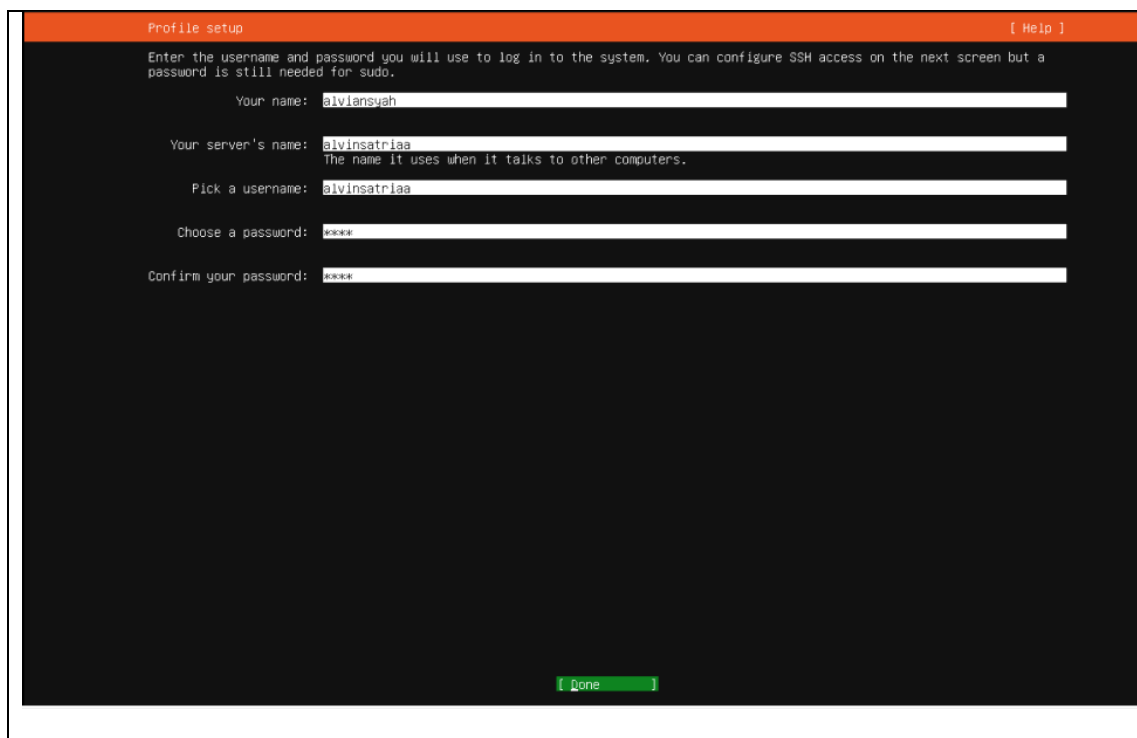 Profile setup [ Help ]
Enter the username and password you will use to log in to the system. You can configure SSH access on the next screen but a
password is still needed for sudo.
Your name: alviansyah
Your server's name: alvinsatriaa
The name it uses when it talks to other computers.
Pick a username: alvinsatriaa
Choose a password: ****
Confirm your password: ****
[ Done ]